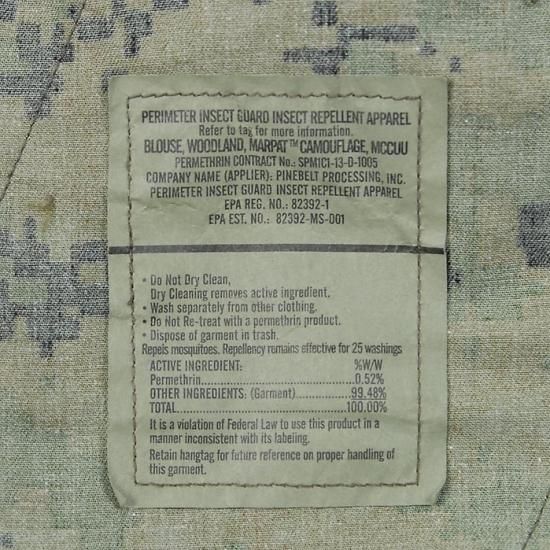 PERIMETER INSECT GUARD INSECT REPELLENT APPAREL
Refer to tag for more information.
BLOUSE, WOODLAND, MARPAT™ CAMOUFLAGE, MCCUU
PERMETHRIN CONTRACT No.: SPM1C1-13-D-1005
COMPANY NAME (APPLIER): PINEBELT PROCESSING, INC.
PERIMETER INSECT GUARD INSECT REPELLENT APPAREL
EPA REG. NO.: 82392-1
EPA EST. NO.: 82392-MS-001
• Do Not Dry Clean,
Dry Cleaning removes active ingredient.
• Wash separately from other clothing.
• Do Not Re-treat with a permethrin product.
• Dispose of garment in trash.
Repels mosquitoes. Repellency remains effective for 25 washings
ACTIVE INGREDIENT: %W/W
Permethrin..............................0.52%
OTHER INGREDIENTS: (Garment)..............99.48%
TOTAL..................................100.00%
It is a violation of Federal Law to use this product in a
manner inconsistent with its labeling.
Retain hangtag for future reference on proper handling of
this garment.